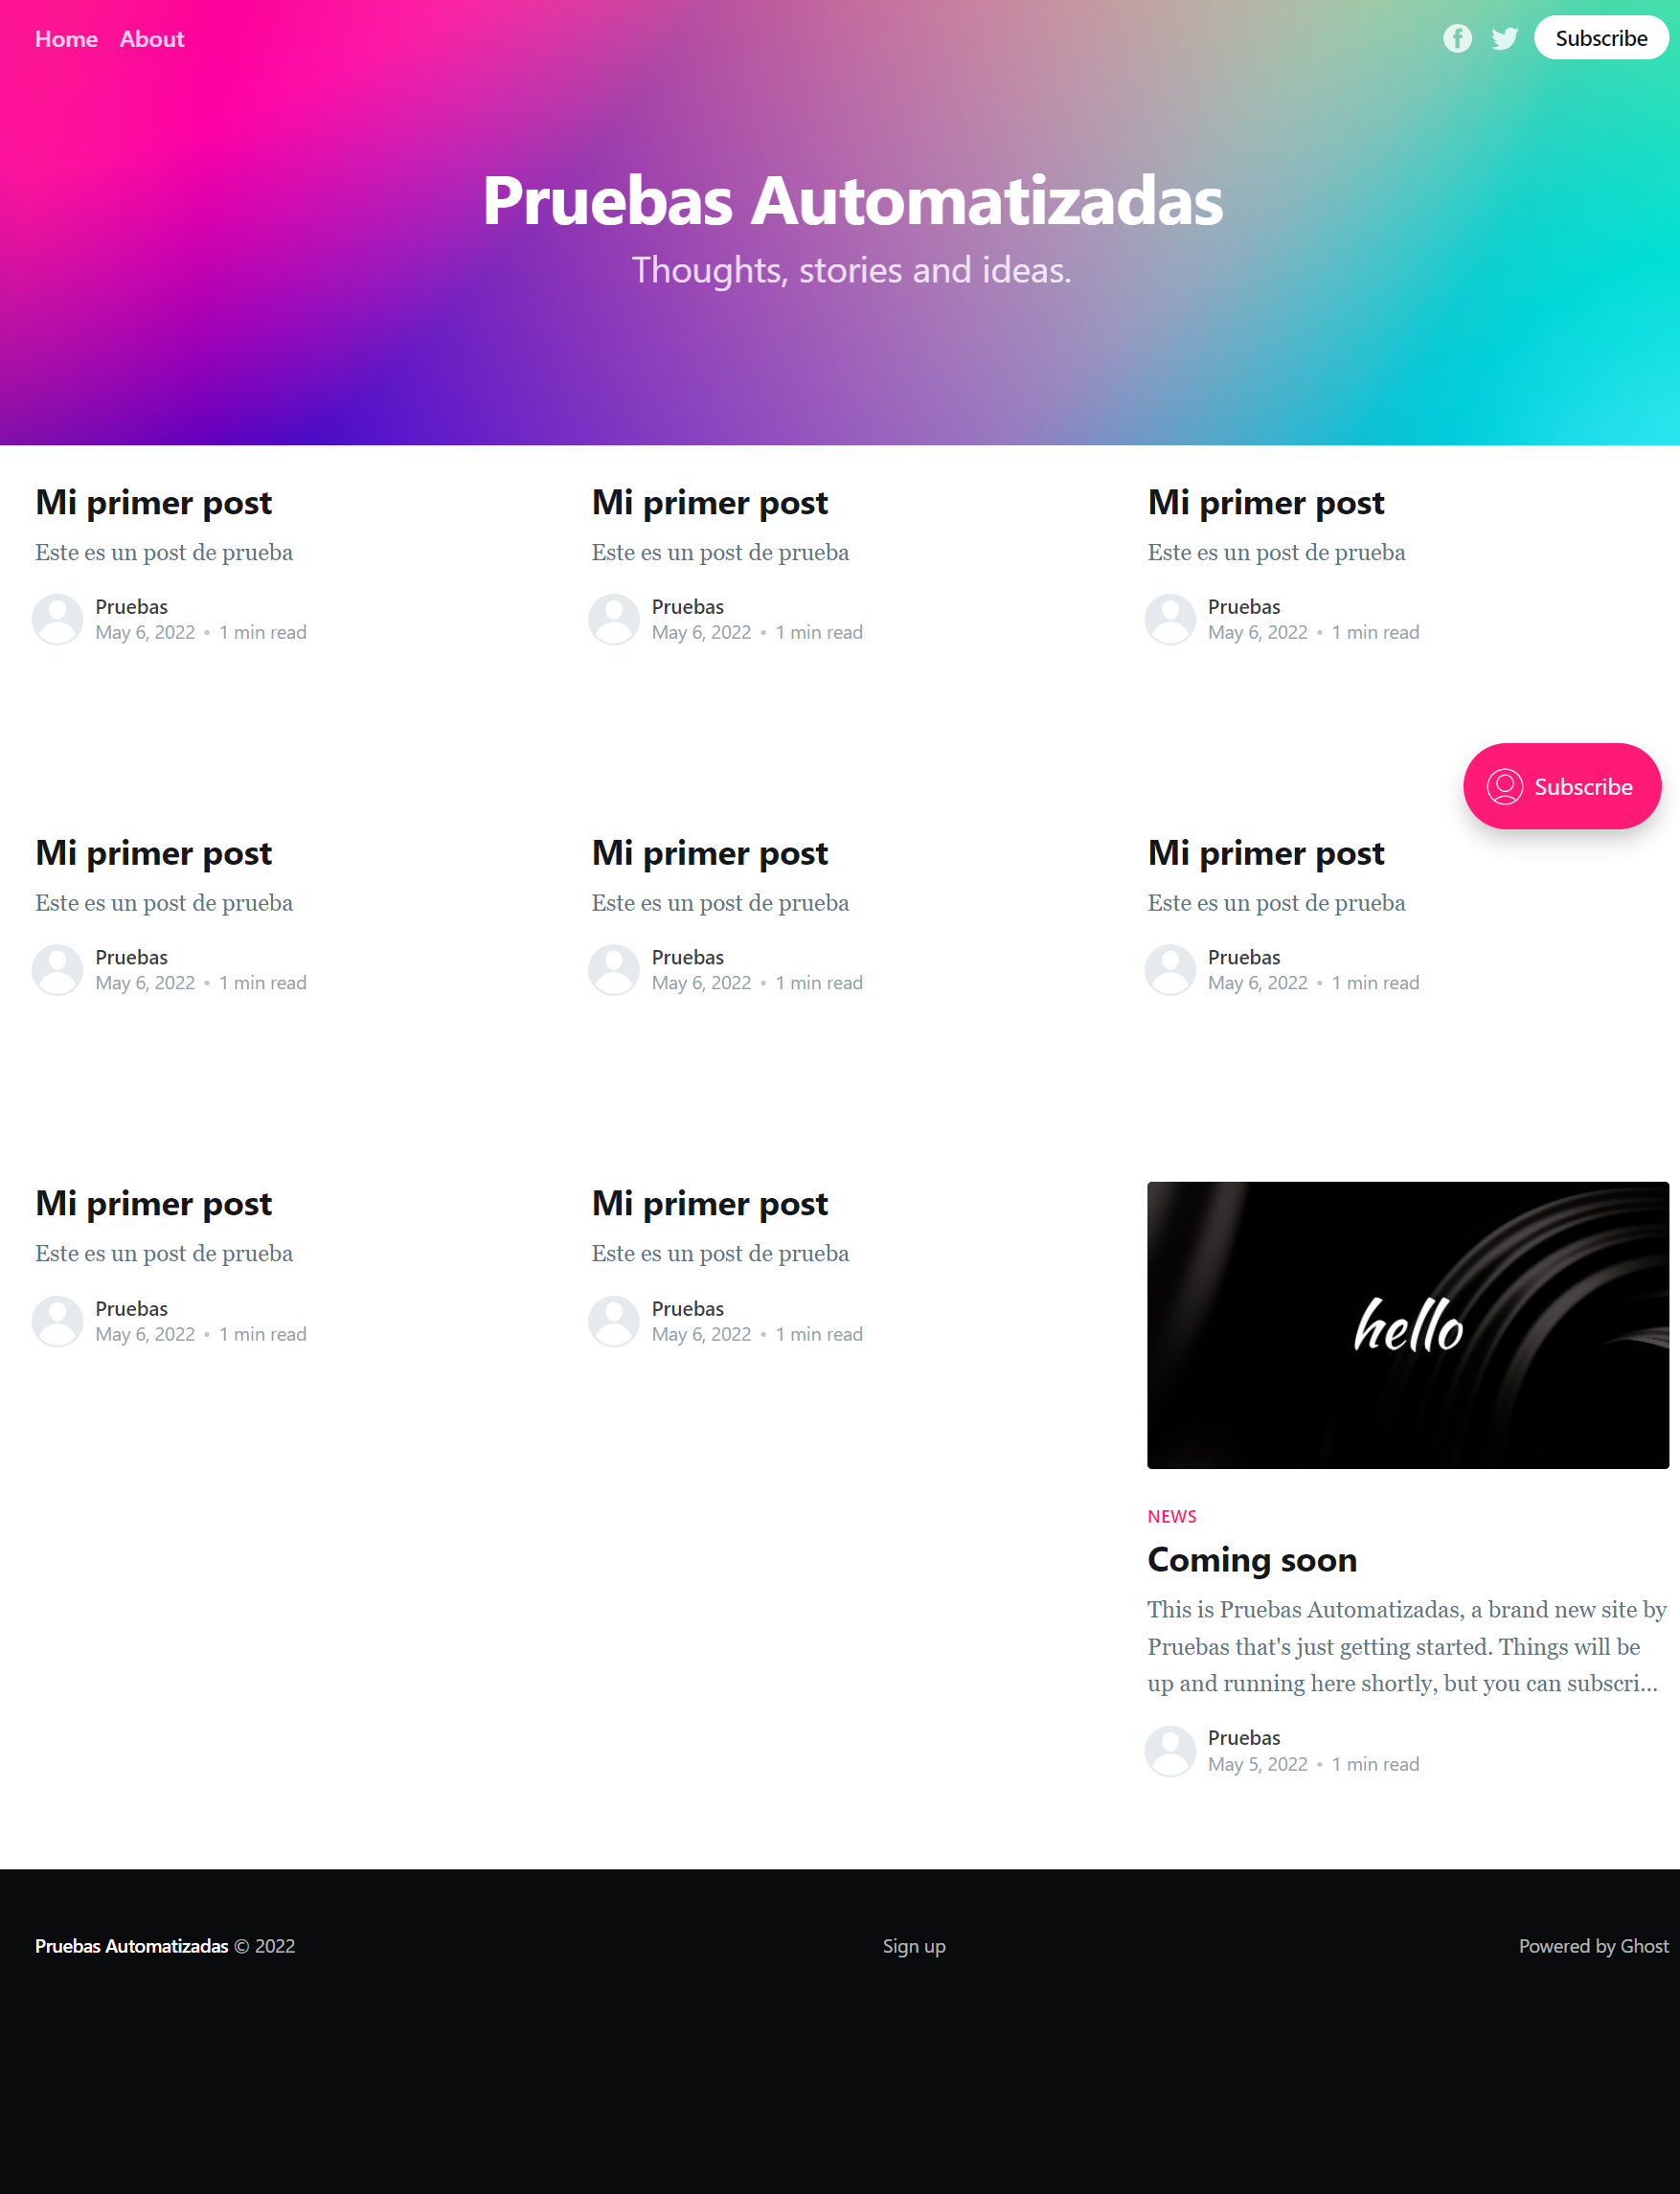 Home About Subscribe
Pruebas Automatizadas
Thoughts, stories and ideas.
Mi primer post
Este es un post de prueba
Pruebas
May 6, 2022 • 1 min read
Mi primer post
Este es un post de prueba
Pruebas
May 6, 2022 • 1 min read
Mi primer post
Este es un post de prueba
Pruebas
May 6, 2022 • 1 min read
Subscribe
Mi primer post
Este es un post de prueba
Pruebas
May 6, 2022 • 1 min read
Mi primer post
Este es un post de prueba
Pruebas
May 6, 2022 • 1 min read
Mi primer post
Este es un post de prueba
Pruebas
May 6, 2022 • 1 min read
Mi primer post
Este es un post de prueba
Pruebas
May 6, 2022 • 1 min read
Mi primer post
Este es un post de prueba
Pruebas
May 6, 2022 • 1 min read
hello
NEWS
Coming soon
This is Pruebas Automatizadas, a brand new site by
Pruebas that's just getting started. Things will be
up and running here shortly, but you can subscri...
Pruebas
May 5, 2022 • 1 min read
Pruebas Automatizadas © 2022
Sign up
Powered by Ghost